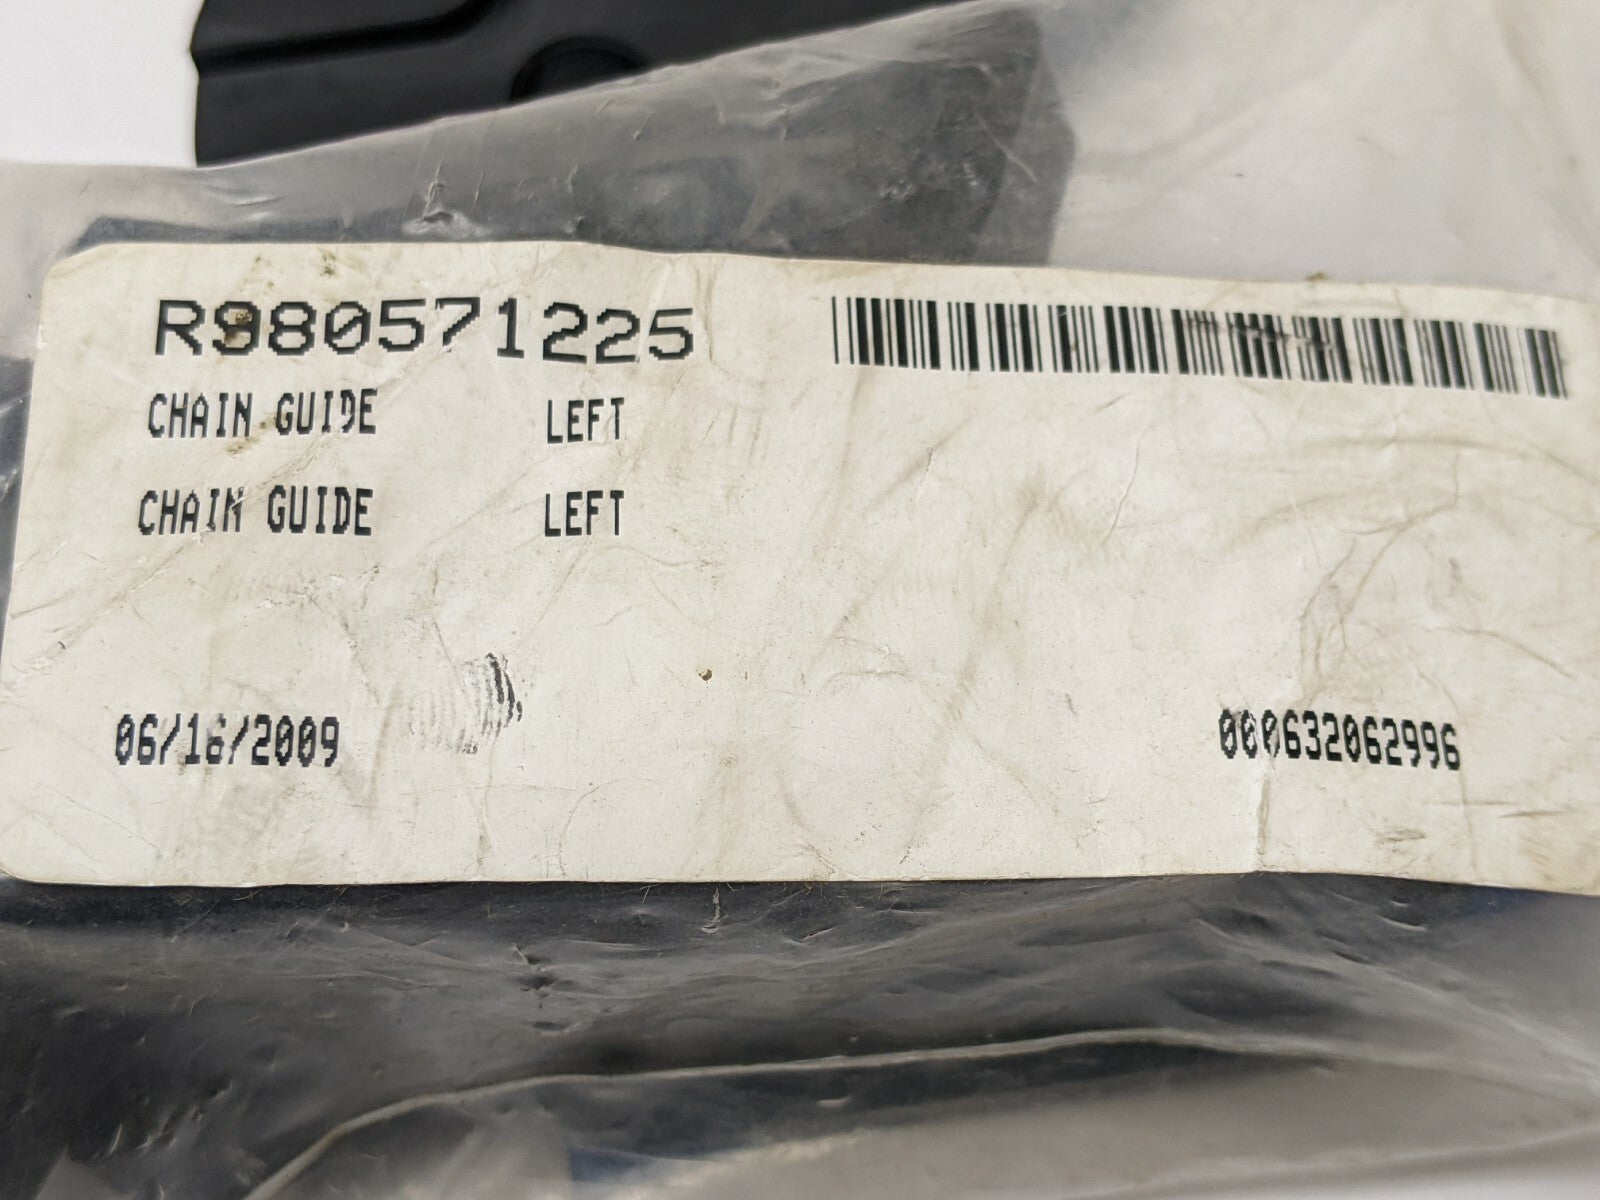 R980571225
CHAIN GUIDE LEFT
CHAIN GUIDE LEFT
06/16/2009 000632062996